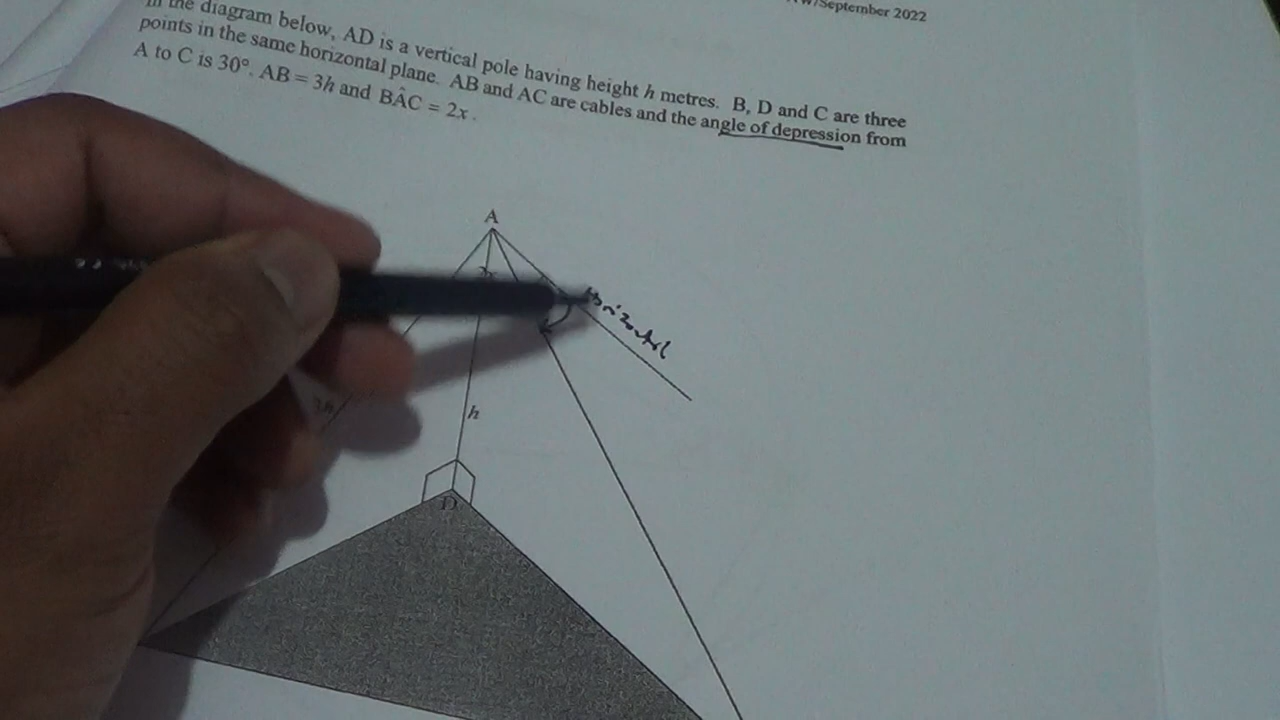 /September 2022
In the diagram below, AD is a vertical pole having height h metres. B, D and C are three
points in the same horizontal plane. AB and AC are cables and the angle of depression from
A to C is 30°. AB = 3h and BÂC = 2x.
A
Horizontal
3h
h
D